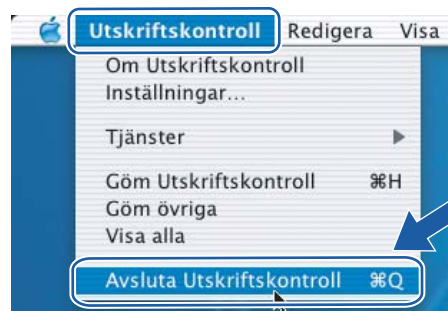 Utskriftskontroll Redigera Visa
Om Utskriftskontroll
Inställningar...
Tjänster
Göm Utskriftskontroll ⌘H
Göm övriga
Visa alla
Avsluta Utskriftskontroll ⌘Q